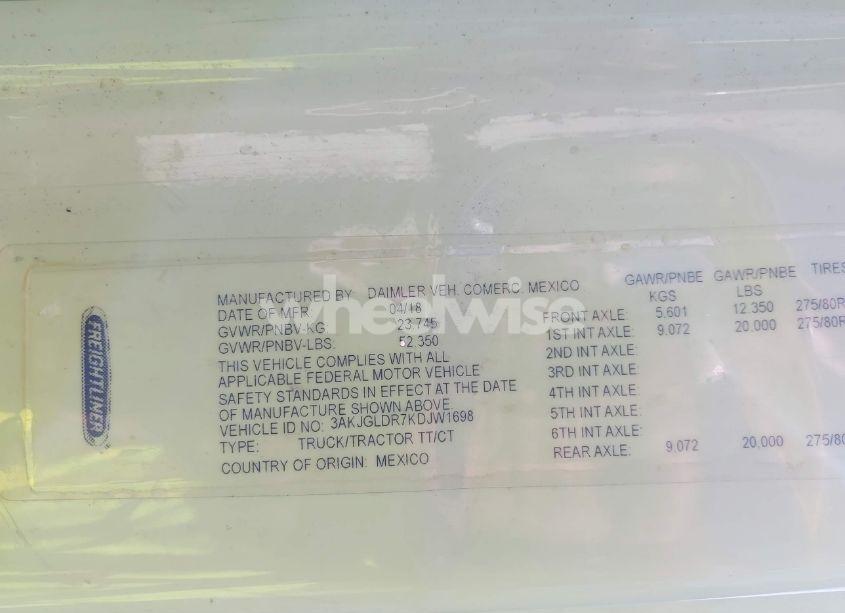 FREIGHTLINER
MANUFACTURED BY DAIMLER VEH. COMERC. MEXICO
DATE OF MFR 04/18
GVWR/PNBV-KG 23.745
GVWR/PNBV-LBS: 52.350
THIS VEHICLE COMPLIES WITH ALL
APPLICABLE FEDERAL MOTOR VEHICLE
SAFETY STANDARDS IN EFFECT AT THE DATE
OF MANUFACTURE SHOWN ABOVE
VEHICLE ID NO: 3AKJGLDR7KDJW1698
TYPE: TRUCK/TRACTOR TT/CT
COUNTRY OF ORIGIN: MEXICO
GAWR/PNBE GAWR/PNBE TIRES
KGS LBS
FRONT AXLE: 5.601 12.350 275/80R
1ST INT AXLE: 9.072 20,000 275/80R
2ND INT AXLE:
3RD INT AXLE:
4TH INT AXLE:
5TH INT AXLE:
6TH INT AXLE:
REAR AXLE: 9,072 20,000 275/80
wheelwise